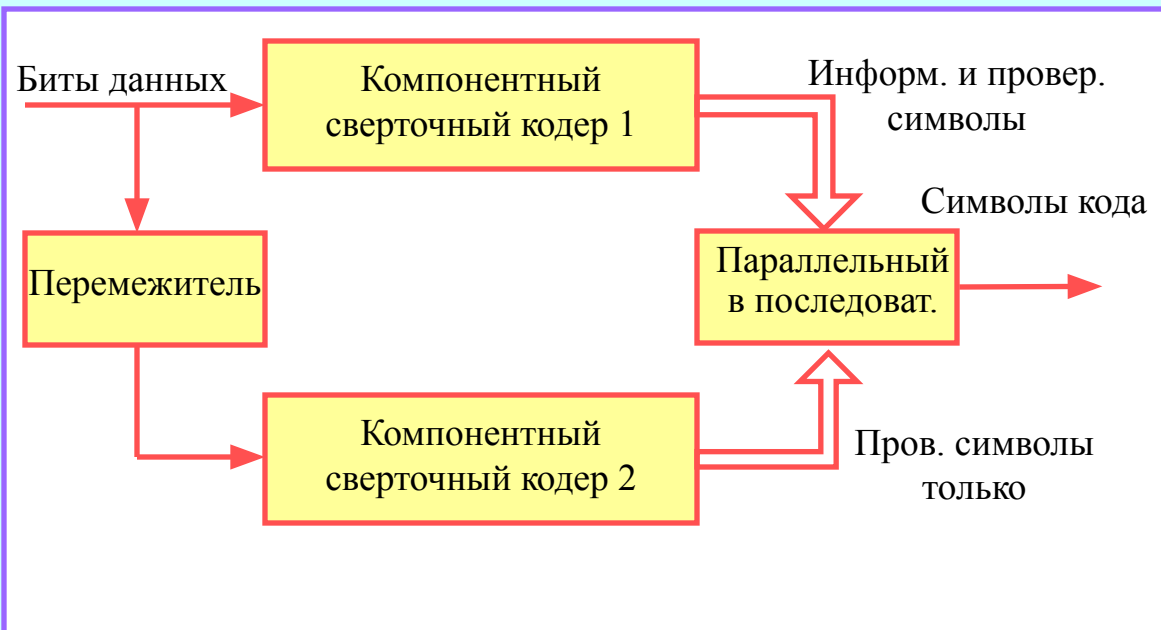 Биты данных
Компонентный
сверточный кодер 1
Информ. и провер.
символы
Символы кода
Перемежитель
Параллельный
в последоват.
Компонентный
сверточный кодер 2
Пров. символы
только